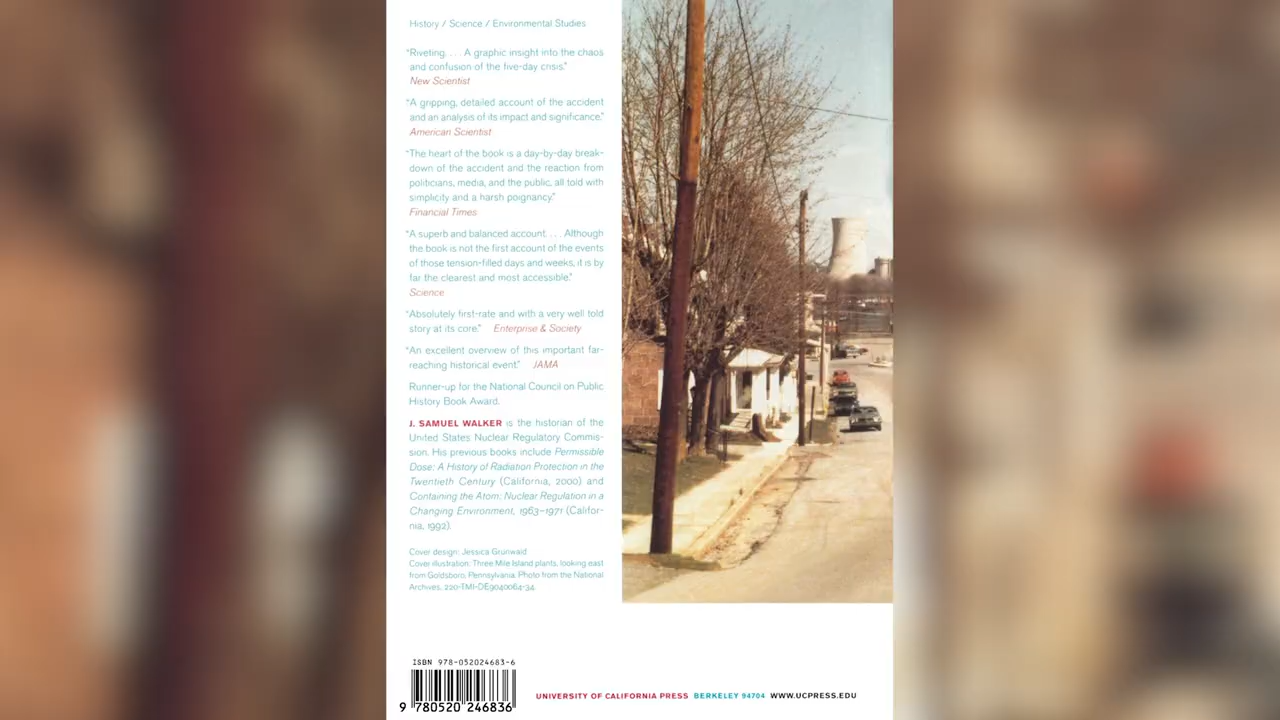 History / Science / Environmental Studies
"Riveting. . . . A graphic insight into the chaos
and confusion of the five-day crisis."
New Scientist
"A gripping, detailed account of the accident
and an analysis of its impact and significance."
American Scientist
"The heart of the book is a day-by-day break-
down of the accident and the reaction from
politicians, media, and the public, all told with
simplicity and a harsh poignancy."
Financial Times
"A superb and balanced account. . . . Although
the book is not the first account of the events
of those tension-filled days and weeks, it is by
far the clearest and most accessible."
Science
"Absolutely first-rate and with a very well told
story at its core." Enterprise & Society
"An excellent overview of this important far-
reaching historical event." JAMA
Runner-up for the National Council on Public
History Book Award.
J. SAMUEL WALKER is the historian of the
United States Nuclear Regulatory Commis-
sion. His previous books include Permissible
Dose: A History of Radiation Protection in the
Twentieth Century (California, 2000) and
Containing the Atom: Nuclear Regulation in a
Changing Environment, 1963–1971 (Califor-
nia, 1992).
Cover design: Jessica Grunwald
Cover illustration: Three Mile Island plants, looking east
from Goldsboro, Pennsylvania. Photo from the National
Archives, 220-TMI-DE9040064-34.
ISBN 978-052024683-6
9 780520 246836
UNIVERSITY OF CALIFORNIA PRESS BERKELEY 94704 WWW.UCPRESS.EDU